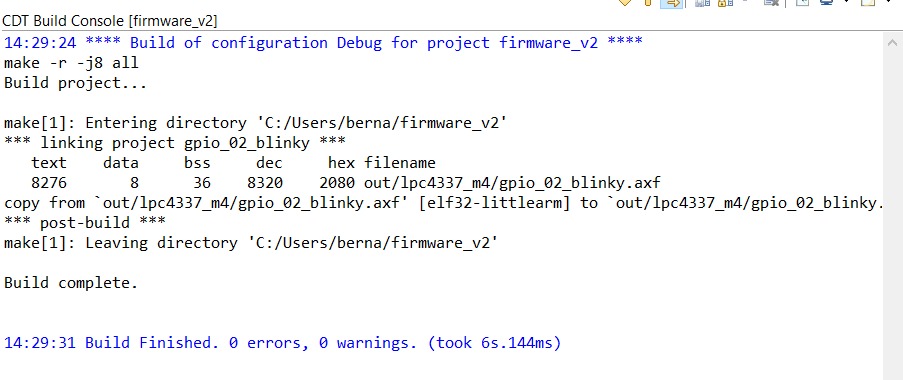 CDT Build Console [firmware_v2]
14:29:24 **** Build of configuration Debug for project firmware_v2 ****
make -r -j8 all
Build project...
make[1]: Entering directory 'C:/Users/berna/firmware_v2'
*** linking project gpio_02_blinky ***
text data bss dec hex filename
8276 8 36 8320 2080 out/lpc4337_m4/gpio_02_blinky.axf
copy from `out/lpc4337_m4/gpio_02_blinky.axf' [elf32-littlearm] to `out/lpc4337_m4/gpio_02_blinky.
*** post-build ***
make[1]: Leaving directory 'C:/Users/berna/firmware_v2'
Build complete.
14:29:31 Build Finished. 0 errors, 0 warnings. (took 6s.144ms)